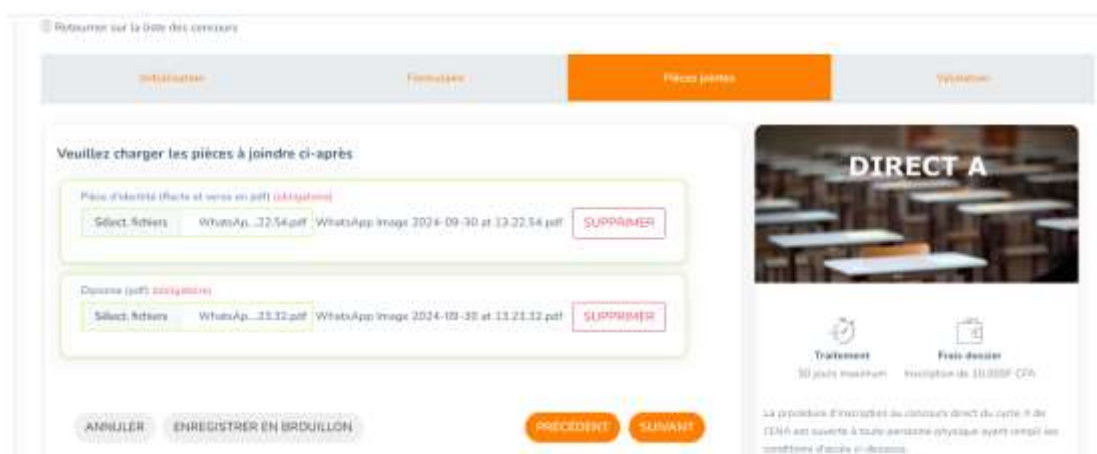 Retourner sur la liste des concours
Initialisation Formulaire Pièces jointes Validation
Veuillez charger les pièces à joindre ci-après
Pièce d'identité (Recto et verso en pdf) (obligatoire)
Sélect. fichiers WhatsAp...22.54.pdf WhatsApp Image 2024-09-30 at 13.22.54.pdf SUPPRIMER
Diplome (pdf) (obligatoire)
Sélect. fichiers WhatsAp...23.32.pdf WhatsApp Image 2024-09-30 at 13.23.32.pdf SUPPRIMER
ANNULER ENREGISTRER EN BROUILLON PRÉCÉDENT SUIVANT
DIRECT A
Traitement Frais dossier
30 jours maximum Inscription de 10.000F CFA
La procédure d'inscription au concours direct du cycle A de
l'ENA est ouverte à toute personne physique ayant rempli les
conditions d'accès ci-dessous